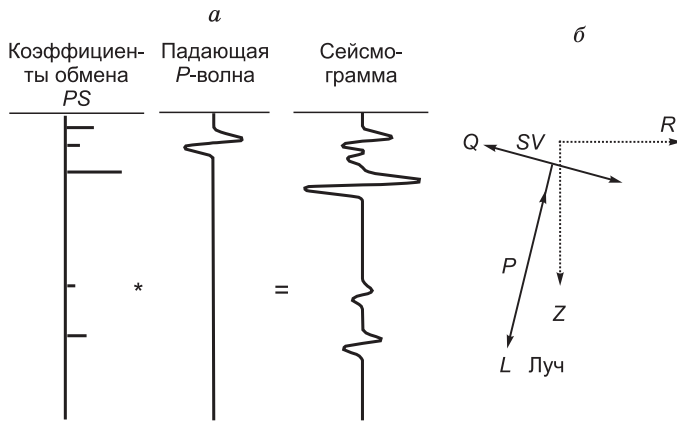 а
Коэффициен-
ты обмена
PS
Падающая
P-волна
Сейсмо-
грамма
*
=
б
Q
SV
R
P
Z
L Луч